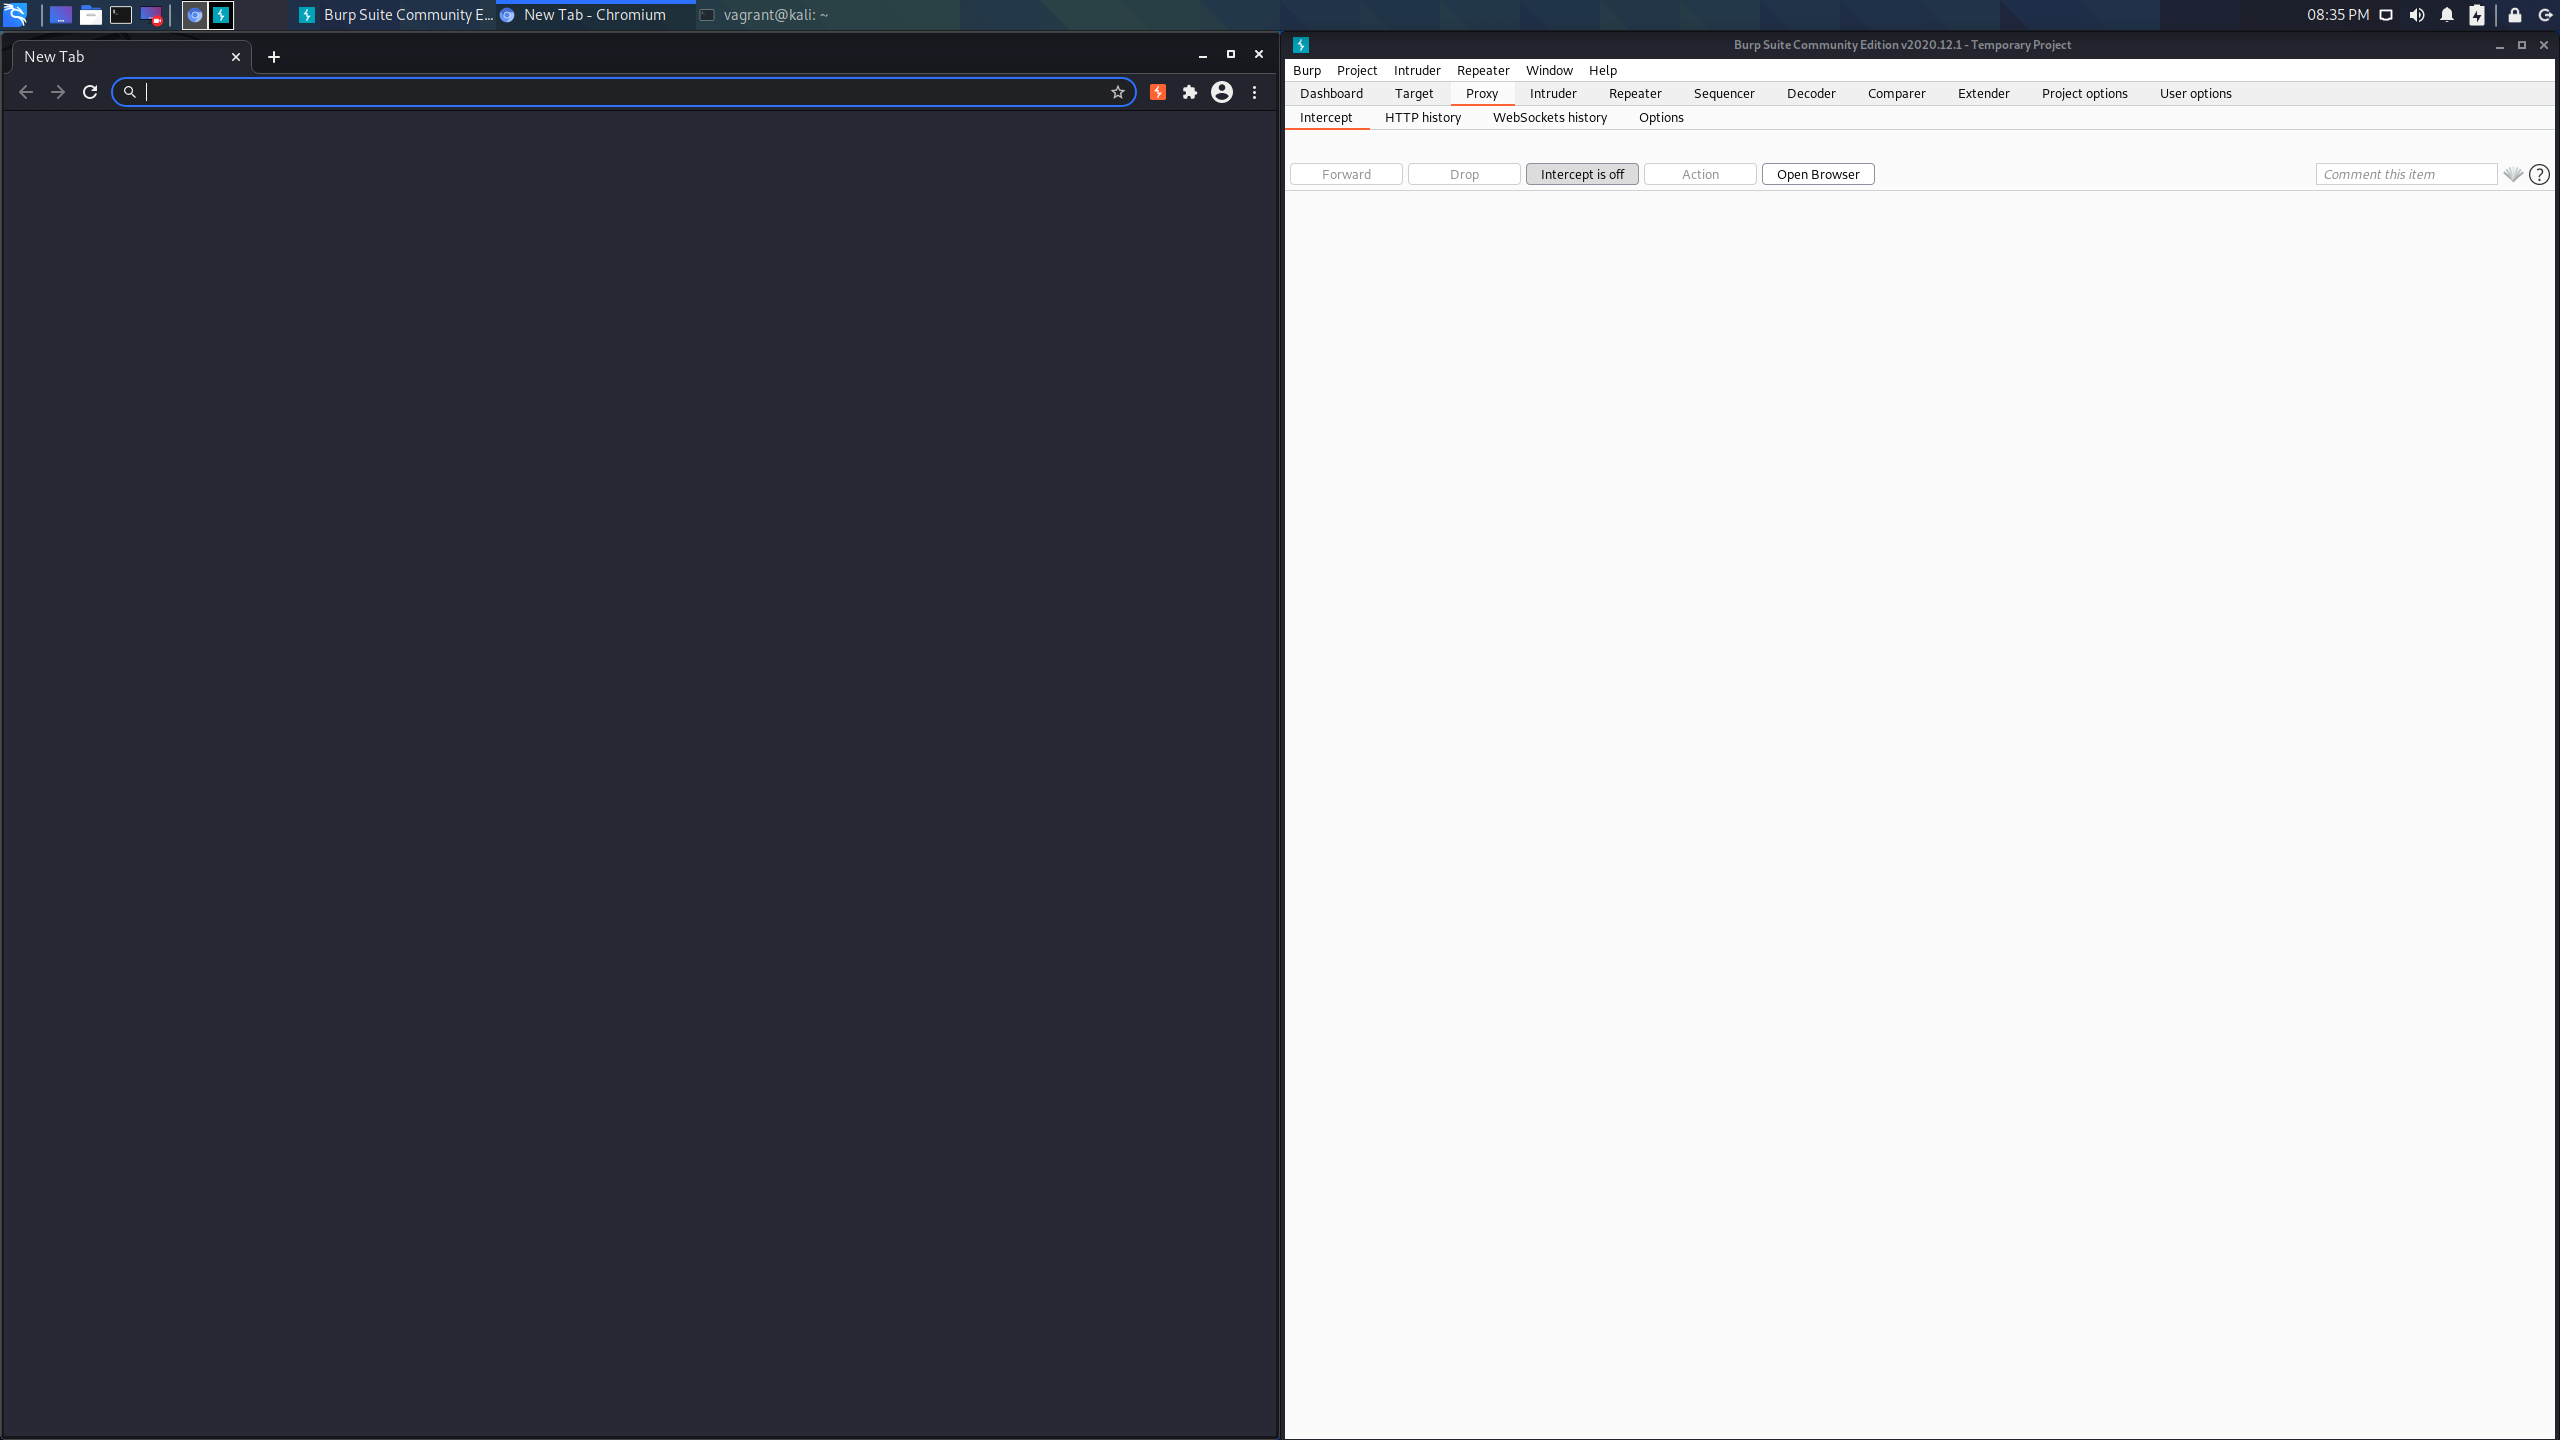 Burp Suite Community E...
New Tab - Chromium
vagrant@kali: ~
08:35 PM
New Tab
Burp Suite Community Edition v2020.12.1 - Temporary Project
Burp Project Intruder Repeater Window Help
Dashboard Target Proxy Intruder Repeater Sequencer Decoder Comparer Extender Project options User options
Intercept HTTP history WebSockets history Options
Forward Drop Intercept is off Action Open Browser Comment this item ?